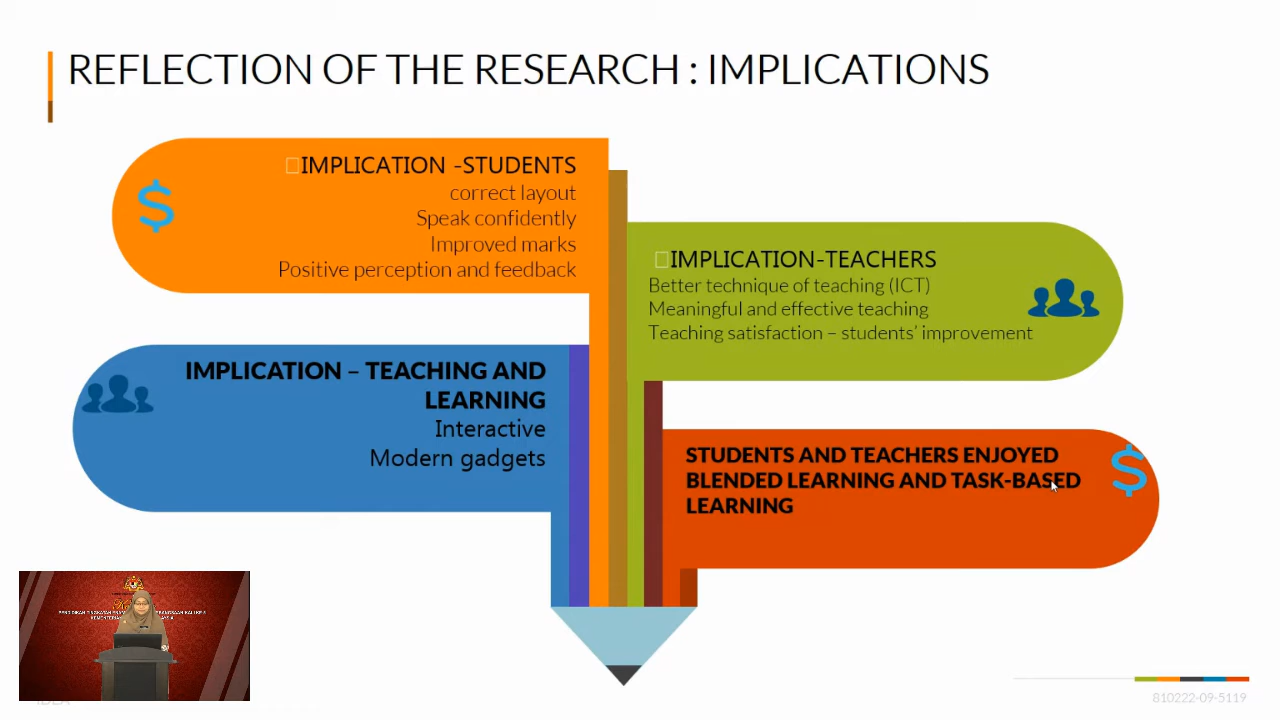 REFLECTION OF THE RESEARCH : IMPLICATIONS
IMPLICATION -STUDENTS
correct layout
Speak confidently
Improved marks
Positive perception and feedback
IMPLICATION-TEACHERS
Better technique of teaching (ICT)
Meaningful and effective teaching
Teaching satisfaction – students' improvement
IMPLICATION – TEACHING AND
LEARNING
Interactive
Modern gadgets
STUDENTS AND TEACHERS ENJOYED
BLENDED LEARNING AND TASK-BASED
LEARNING
PENDIDIKAN TINGKATAN
810222-09-5119